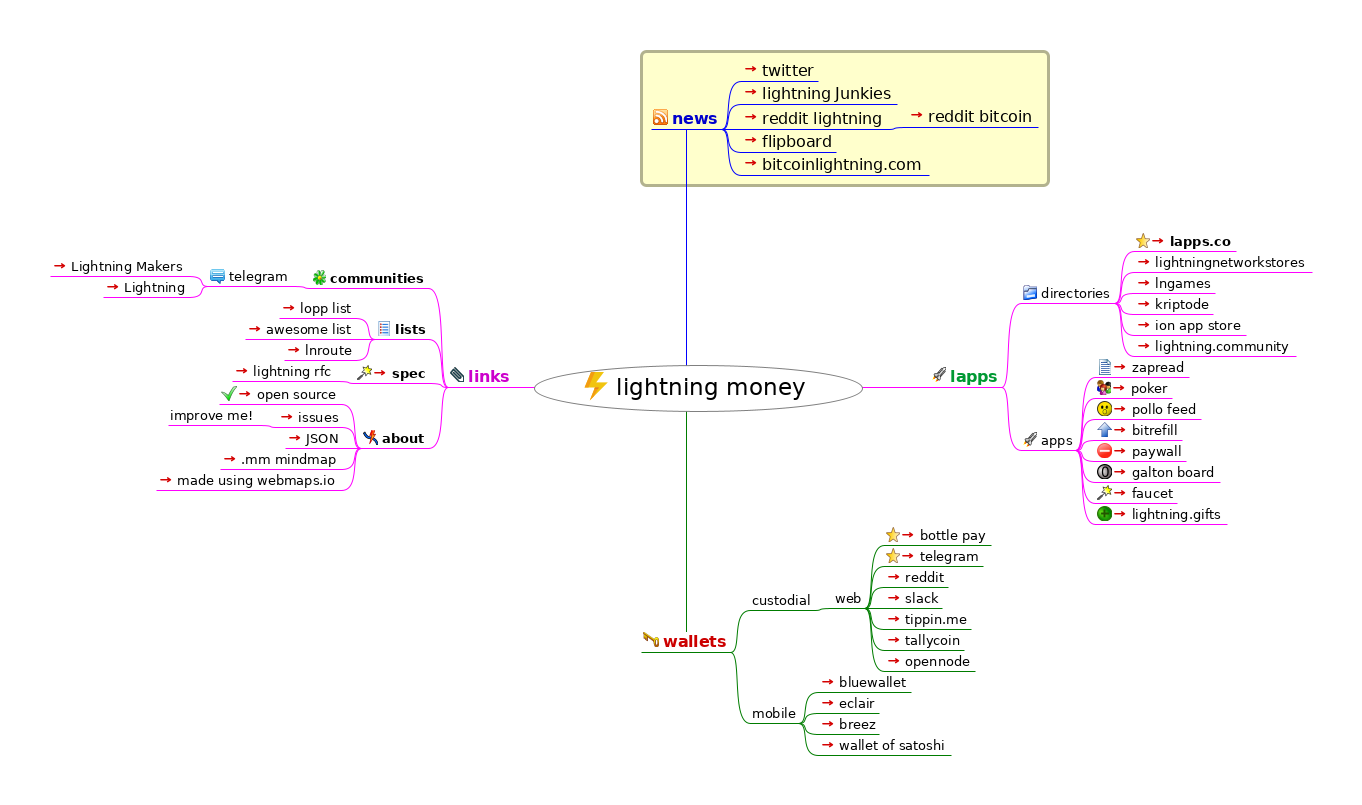 twitter
lightning Junkies
news
reddit lightning
reddit bitcoin
flipboard
bitcoinlightning.com
communities
telegram
Lightning Makers
Lightning
lists
lopp list
awesome list
lnroute
links
spec
lightning rfc
about
open source
issues
improve me!
JSON
.mm mindmap
made using webmaps.io
lightning money
lapps
directories
lapps.co
lightningnetworkstores
lngames
kriptode
ion app store
lightning.community
apps
zapread
poker
pollo feed
bitrefill
paywall
galton board
faucet
lightning.gifts
wallets
custodial
web
bottle pay
telegram
reddit
slack
tippin.me
tallycoin
opennode
mobile
bluewallet
eclair
breez
wallet of satoshi